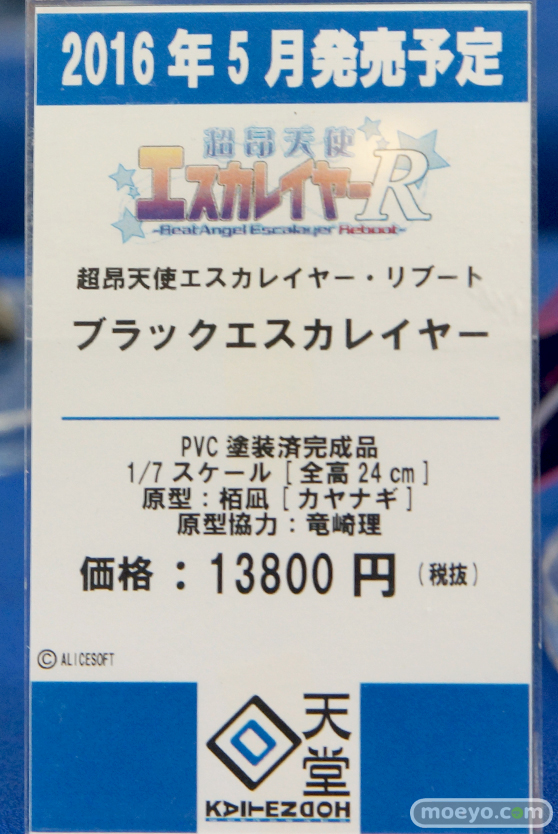 2016年5月発売予定
超昂天使
エスカレイヤーR
~Beat Angel Escalayer Reboot~
超昂天使エスカレイヤー・リブート
ブラックエスカレイヤー
PVC 塗装済完成品
1/7 スケール [ 全高 24 cm ]
原型：栢凪 [ カヤナギ ]
原型協力：竜崎理
価格：13800 円（税抜）
© ALICESOFT
天堂
KAITENDOH
moeyo.com